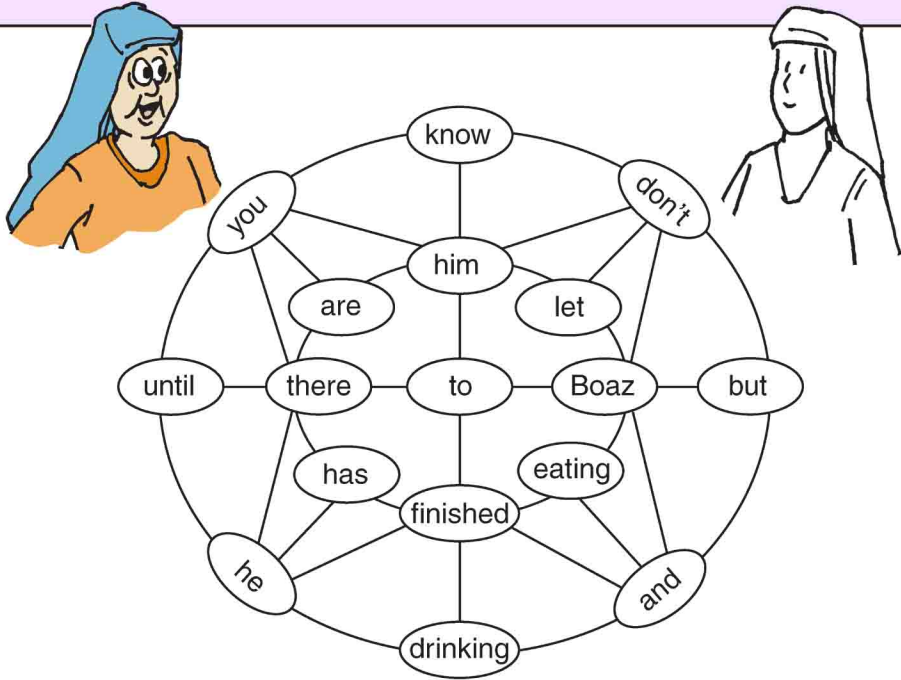 know
you
don't
him
are
let
until
there
to
Boaz
but
has
eating
finished
he
and
drinking